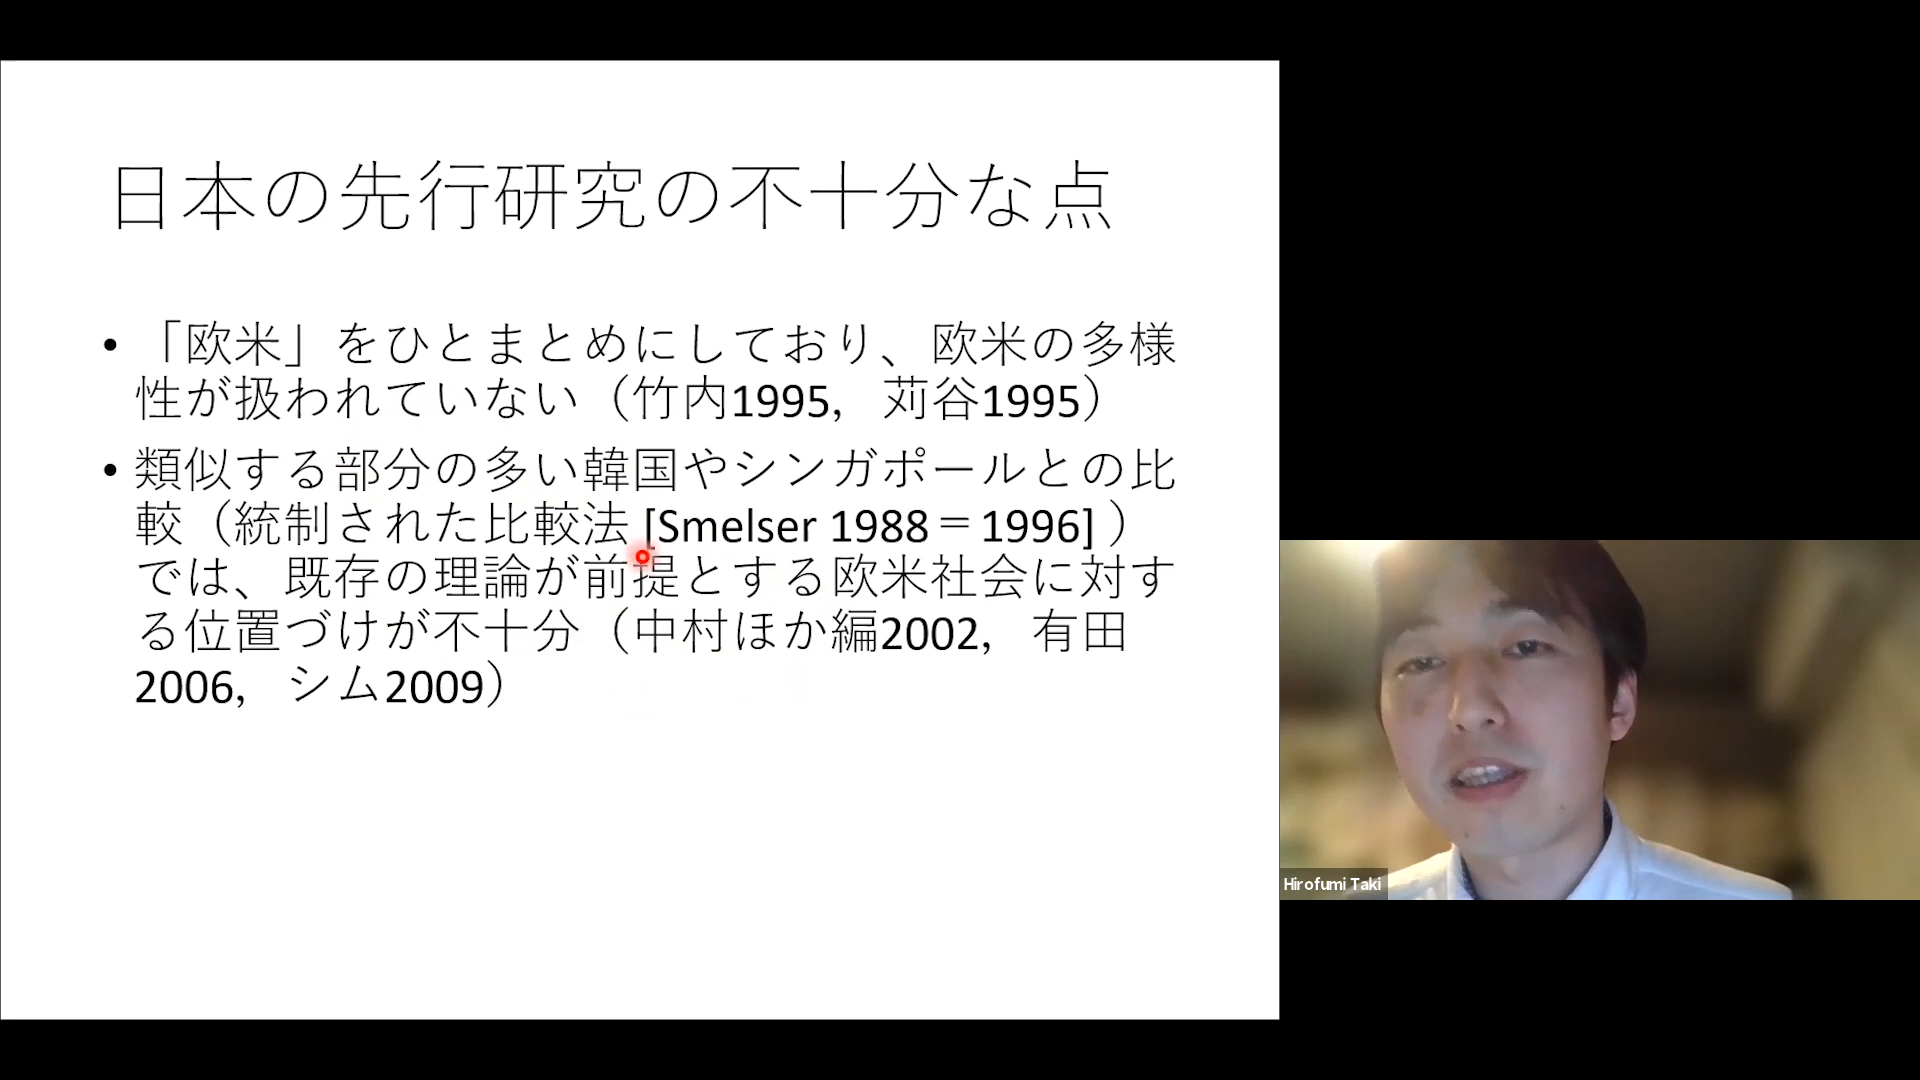 日本の先行研究の不十分な点
• 「欧米」をひとまとめにしており、欧米の多様
性が扱われていない（竹内1995，苅谷1995）
• 類似する部分の多い韓国やシンガポールとの比
較（統制された比較法 [Smelser 1988＝1996] ）
では、既存の理論が前提とする欧米社会に対す
る位置づけが不十分（中村ほか編2002，有田
2006，シム2009）
Hirofumi Taki